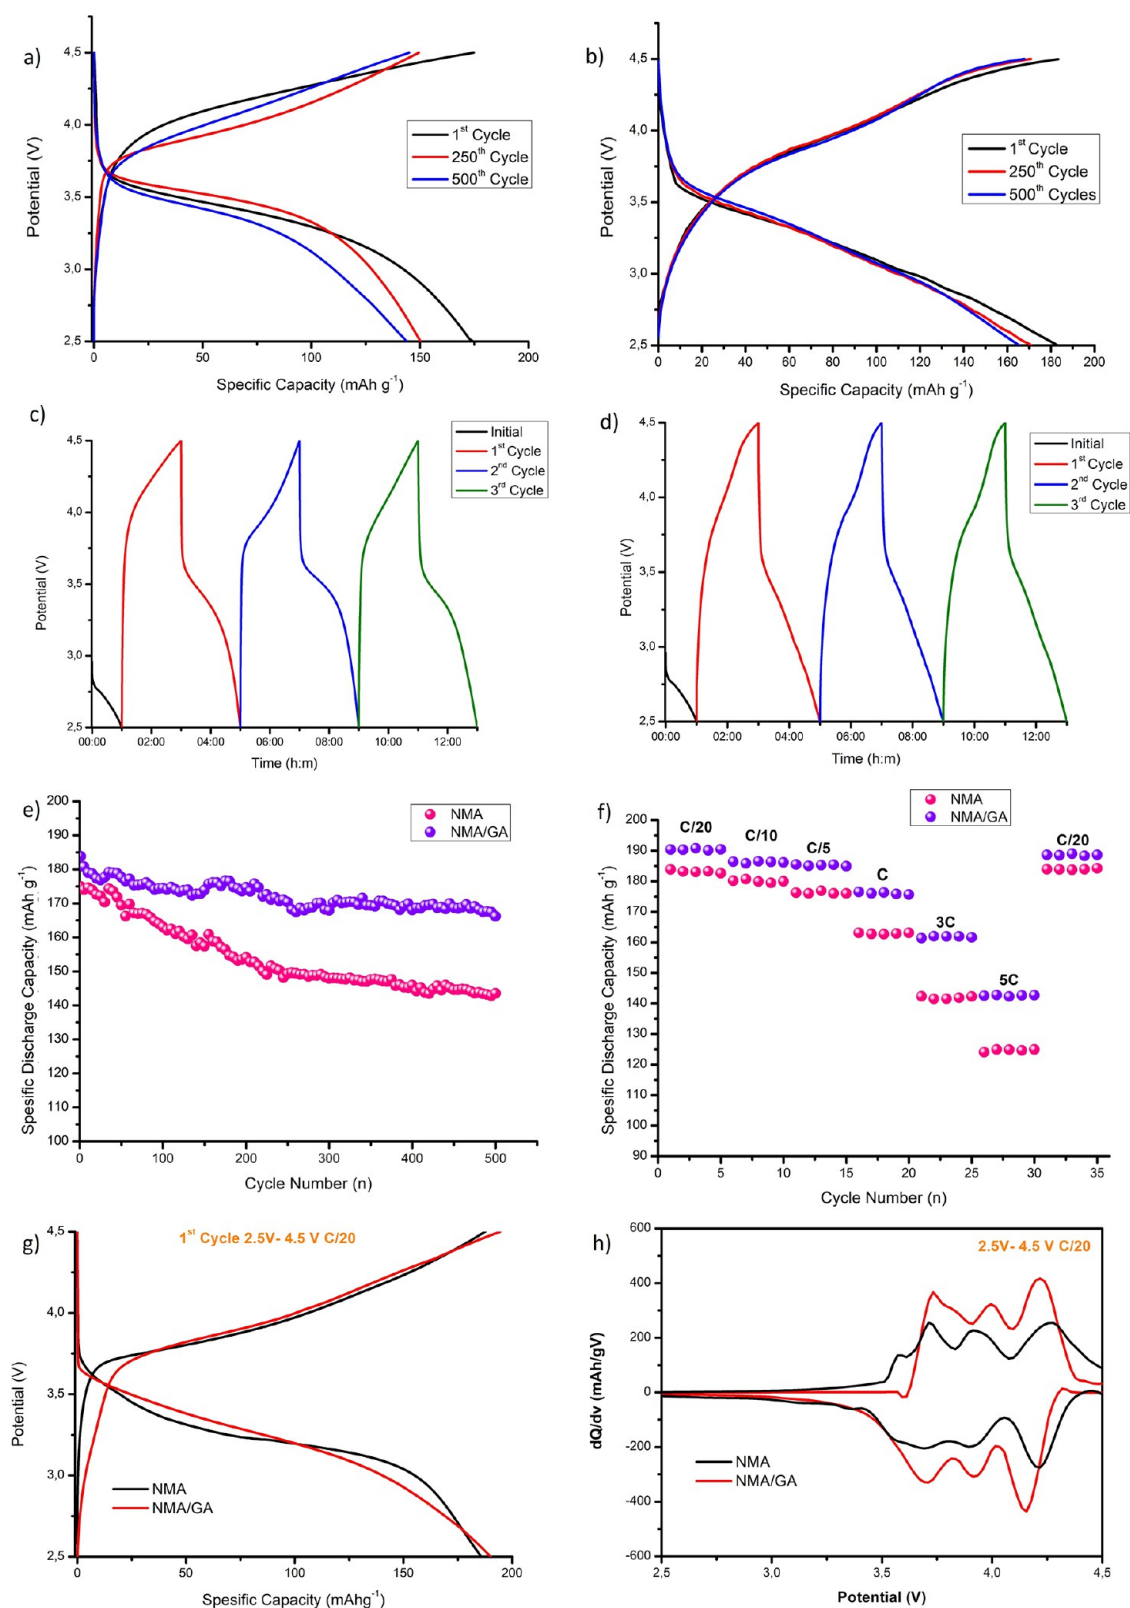 a)
4,5
4,0
3,5
3,0
2,5
Potential (V)
1st Cycle
250th Cycle
500th Cycle
0 50 100 150 200
Specific Capacity (mAh g-1)
b)
4,5
4,0
3,5
3,0
2,5
Potential (V)
1st Cycle
250th Cycle
500th Cycles
0 20 40 60 80 100 120 140 160 180 200
Specific Capacity (mAh g-1)
c)
4,5
4,0
3,5
3,0
2,5
Potential (V)
Initial
1st Cycle
2nd Cycle
3rd Cycle
00:00 02:00 04:00 06:00 08:00 10:00 12:00
Time (h:m)
d)
4,5
4,0
3,5
3,0
2,5
Potential (V)
Initial
1st Cycle
2nd Cycle
3rd Cycle
00:00 02:00 04:00 06:00 08:00 10:00 12:00
Time (h:m)
e)
200
190
180
170
160
150
140
130
120
110
100
Spesific Discharge Capacity (mAh g-1)
NMA
NMA/GA
0 100 200 300 400 500
Cycle Number (n)
f)
NMA
NMA/GA
200
190
180
170
160
150
140
130
120
110
100
90
Spesific Discharge Capacity (mAh g-1)
C/20
C/10
C/5
C
3C
5C
C/20
0 5 10 15 20 25 30 35
Cycle Number (n)
g)
1st Cycle 2.5V- 4.5 V C/20
4,5
4,0
3,5
3,0
2,5
Potential (V)
NMA
NMA/GA
0 50 100 150 200
Spesific Capacity (mAhg-1)
h)
2.5V- 4.5 V C/20
600
400
200
0
-200
-400
-600
dQ/dv (mAh/gV)
NMA
NMA/GA
2,5 3,0 3,5 4,0 4,5
Potential (V)